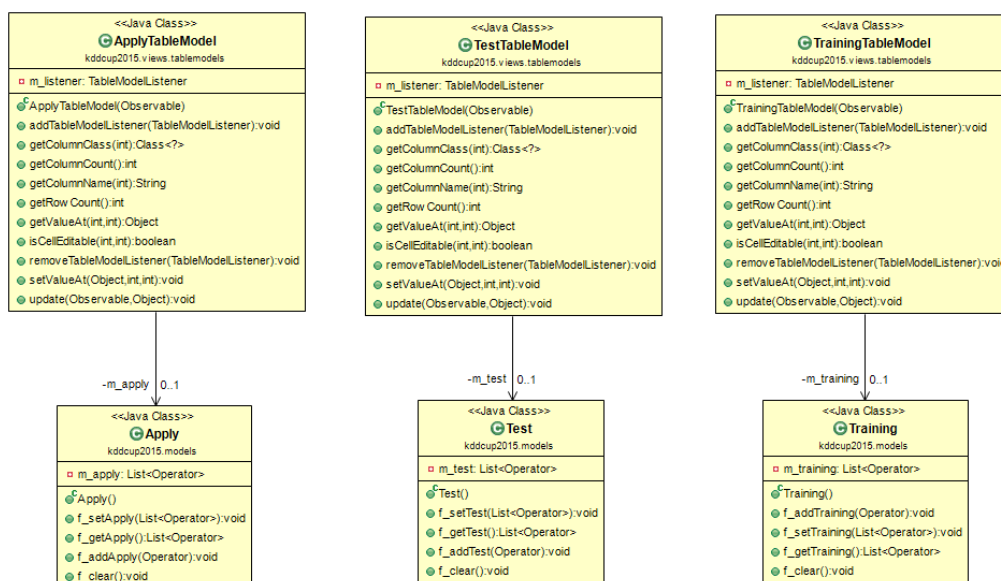 <<Java Class>>
ApplyTableModel
kddcup2015.views.tablemodels
m_listener: TableModelListener
ApplyTableModel(Observable)
addTableModelListener(TableModelListener):void
getColumnClass(int):Class<?>
getColumnCount():int
getColumnName(int):String
getRowCount():int
getValueAt(int,int):Object
isCellEditable(int,int):boolean
removeTableModelListener(TableModelListener):void
setValueAt(Object,int,int):void
update(Observable,Object):void
-m_apply 0..1
<<Java Class>>
Apply
kddcup2015.models
m_apply: List<Operator>
Apply()
f_setApply(List<Operator>):void
f_getApply():List<Operator>
f_addApply(Operator):void
f_clear():void
<<Java Class>>
TestTableModel
kddcup2015.views.tablemodels
m_listener: TableModelListener
TestTableModel(Observable)
addTableModelListener(TableModelListener):void
getColumnClass(int):Class<?>
getColumnCount():int
getColumnName(int):String
getRowCount():int
getValueAt(int,int):Object
isCellEditable(int,int):boolean
removeTableModelListener(TableModelListener):void
setValueAt(Object,int,int):void
update(Observable,Object):void
-m_test 0..1
<<Java Class>>
Test
kddcup2015.models
m_test: List<Operator>
Test()
f_setTest(List<Operator>):void
f_getTest():List<Operator>
f_addTest(Operator):void
f_clear():void
<<Java Class>>
TrainingTableModel
kddcup2015.views.tablemodels
m_listener: TableModelListener
TrainingTableModel(Observable)
addTableModelListener(TableModelListener):void
getColumnClass(int):Class<?>
getColumnCount():int
getColumnName(int):String
getRowCount():int
getValueAt(int,int):Object
isCellEditable(int,int):boolean
removeTableModelListener(TableModelListener):void
setValueAt(Object,int,int):void
update(Observable,Object):void
-m_training 0..1
<<Java Class>>
Training
kddcup2015.models
m_training: List<Operator>
Training()
f_addTraining(Operator):void
f_setTraining(List<Operator>):void
f_getTraining():List<Operator>
f_clear():void